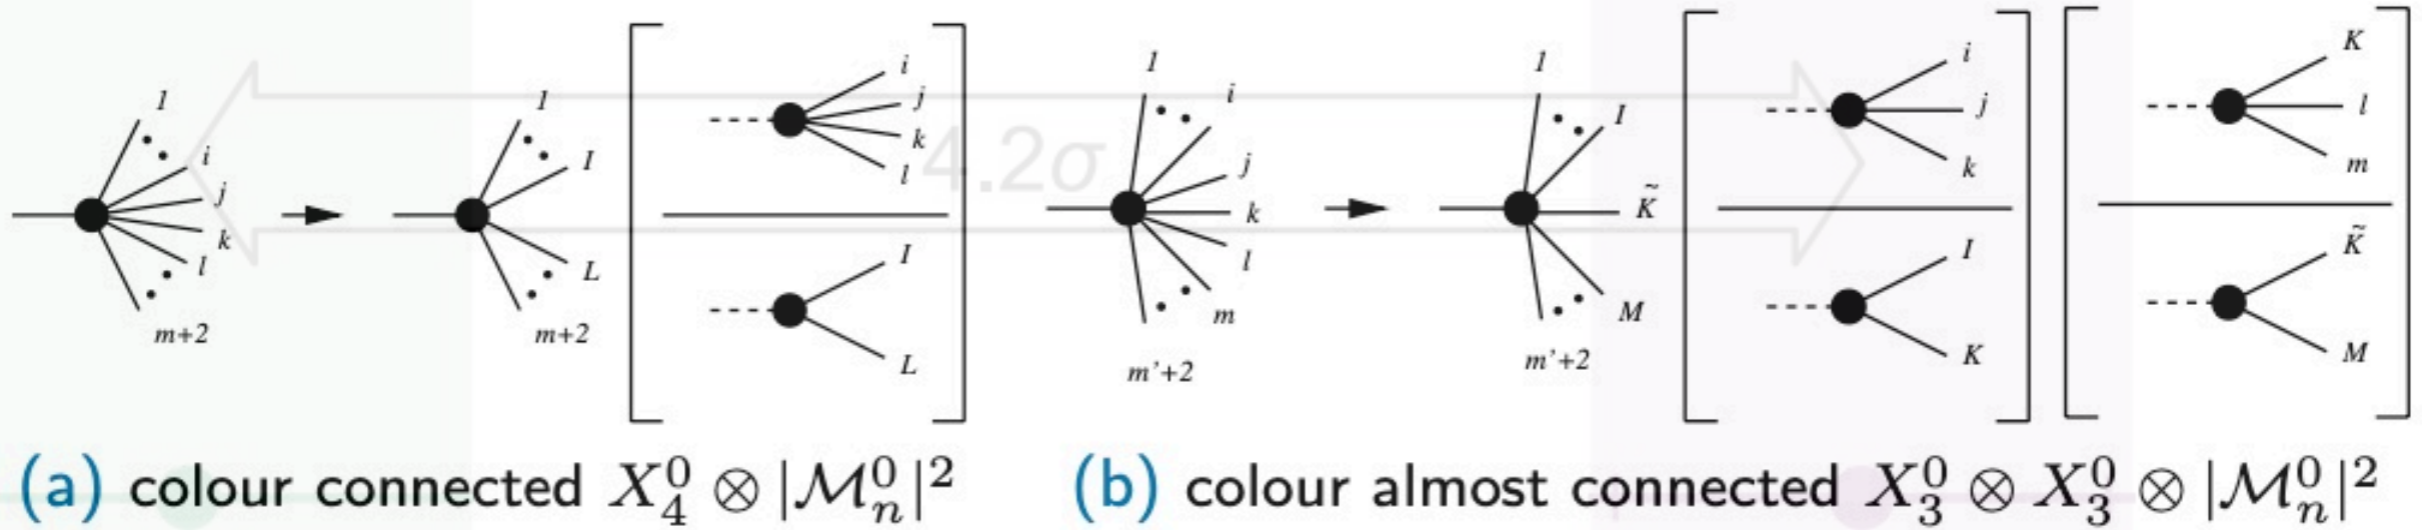 1
i
j
k
l
m+2
1
I
L
m+2
i
j
k
l
I
L
4.2σ
1
i
j
k
l
m
m'+2
1
I
K̃
M
m'+2
i
j
k
I
K
K
l
m
K̃
M
(a) colour connected X₄⁰ ⊗ |ℳₙ⁰|²
(b) colour almost connected X₃⁰ ⊗ X₃⁰ ⊗ |ℳₙ⁰|²